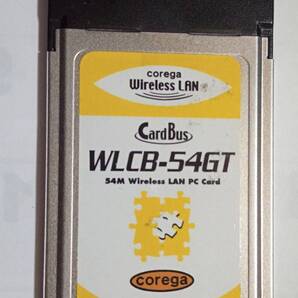 corega
Wireless LAN
CardBus
WLCB-54GT
54M Wireless LAN PC Card
corega